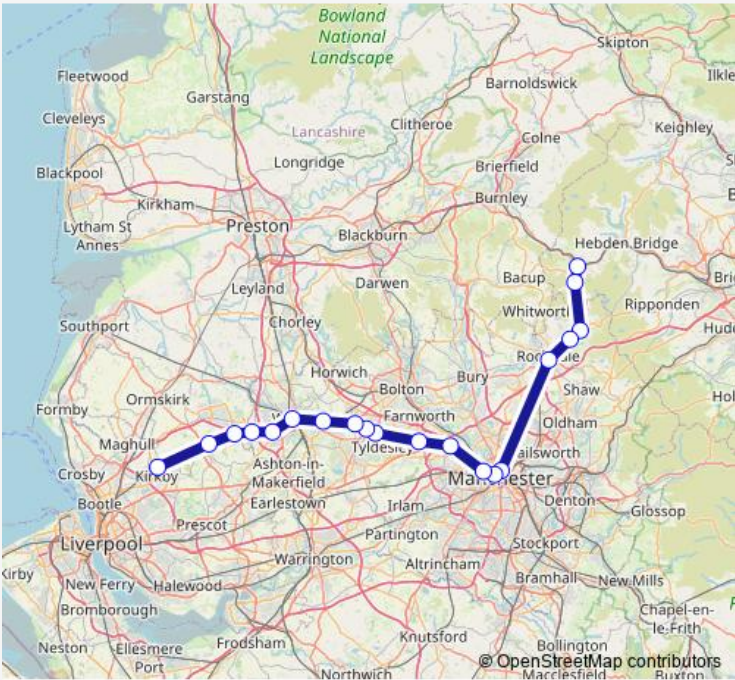 Bowland
National
Landscape
Skipton
Fleetwood
Ilkle
Barnoldswick
Garstang
Cleveleys
Lancashire
Clitheroe
Keighley
Colne
Longridge
Brierfield
Blackpool
Burnley
Kirkham
Lytham St
Annes
Preston
Blackburn
Hebden Bridge
Bacup
Leyland
Darwen
Ripponden
Whitworth
Southport
Chorley
Hudd
Horwich
Bury
Bolton
Shaw
Ormskirk
Formby
Farnworth
Oldham
Maghull
Tyldesley
ailsworth
Ashton-in-
Makerfield
Crosby
Kirkby
Manchester
Bootle
Earlestown
Denton
Irlam
Glossop
Prescot
Partington
Liverpool
Stockport
Warrington
Altrincham
Kirby
New Ferry
Halewood
Bramhall
New Mills
Bromborough
Chapel-en-
le-Frith
Knutsford
Neston
Ellesmere
Port
Frodsham
Bollington
Northwich
Macclesfield
Buxton
© OpenStreetMap contributors